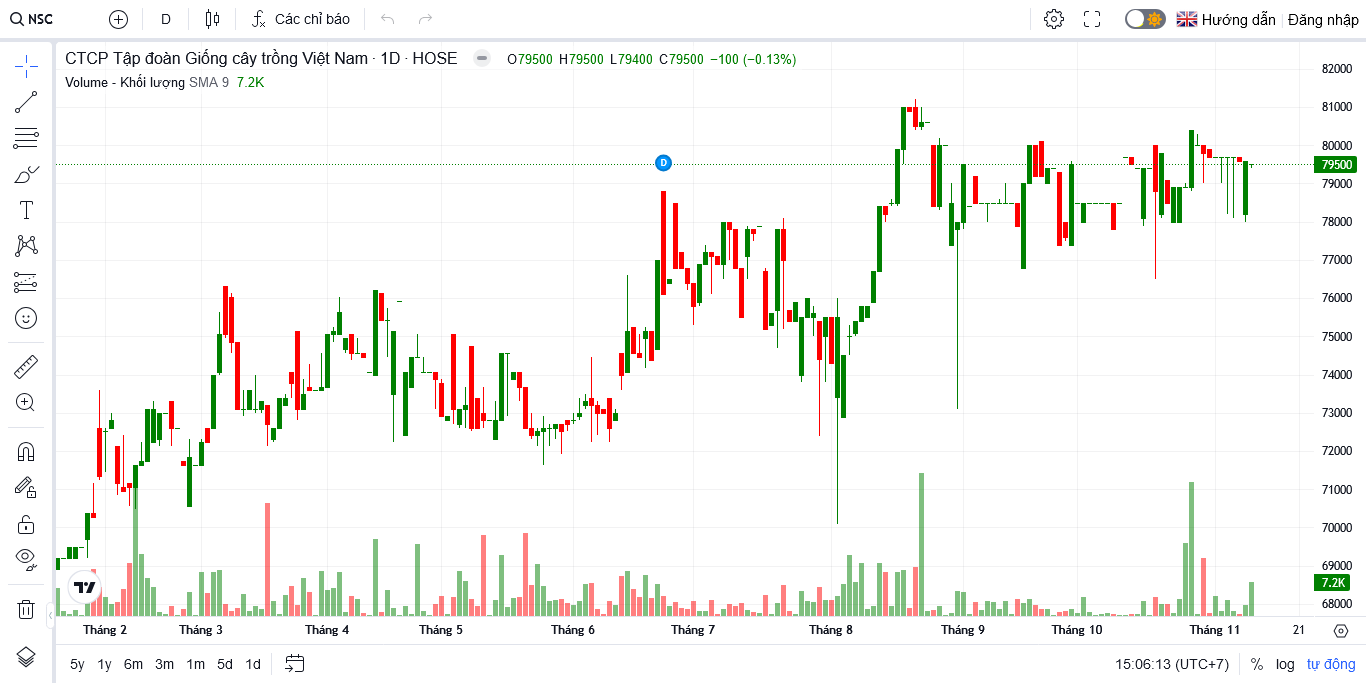 NSC D Các chỉ báo Hướng dẫn Đăng nhập
CTCP Tập đoàn Giống cây trồng Việt Nam · 1D · HOSE O79500 H79500 L79400 C79500 −100 (−0.13%)
Volume - Khối lượng SMA 9 7.2K
82000
81000
80000
79500
79000
78000
77000
76000
75000
74000
73000
72000
71000
70000
69000
7.2K
68000
D
Tháng 2 Tháng 3 Tháng 4 Tháng 5 Tháng 6 Tháng 7 Tháng 8 Tháng 9 Tháng 10 Tháng 11 21
5y 1y 6m 3m 1m 5d 1d 15:06:13 (UTC+7) % log tự động